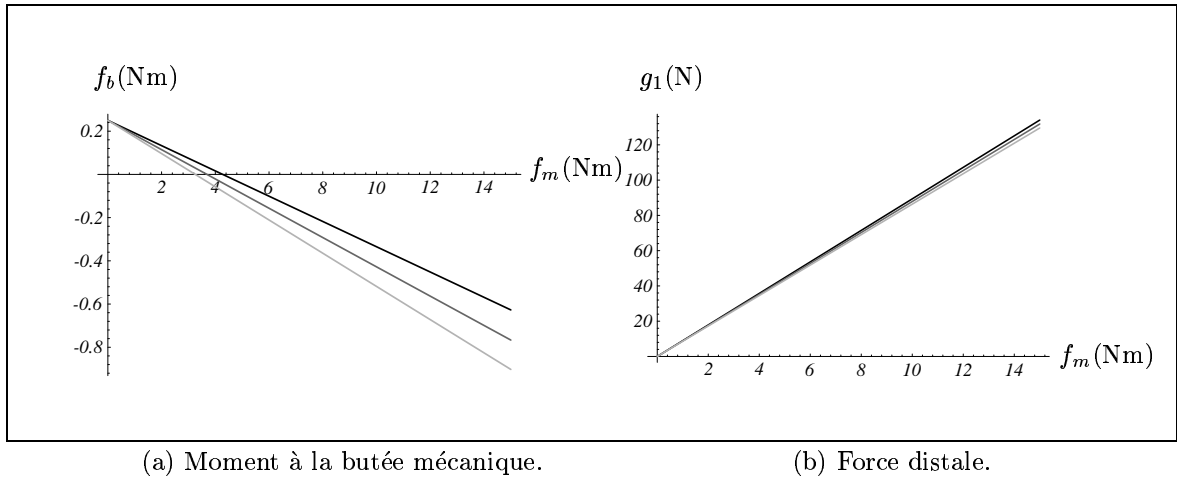 f_b(Nm)
0.2
f_m(Nm)
2 4 6 8 10 12 14
-0.2
-0.4
-0.6
-0.8
g_1(N)
120
100
80
60
40
20
f_m(Nm)
2 4 6 8 10 12 14
(a) Moment à la butée mécanique.
(b) Force distale.